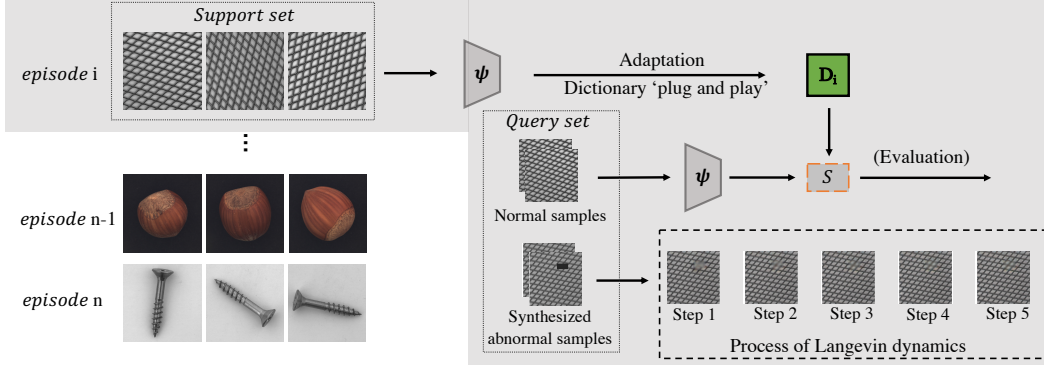 Support set
episode i
ψ
Adaptation
Dictionary ‘plug and play’
D_i
⋮
Query set
Normal samples
ψ
S
(Evaluation)
episode n-1
episode n
Synthesized
abnormal samples
Step 1 Step 2 Step 3 Step 4 Step 5
Process of Langevin dynamics